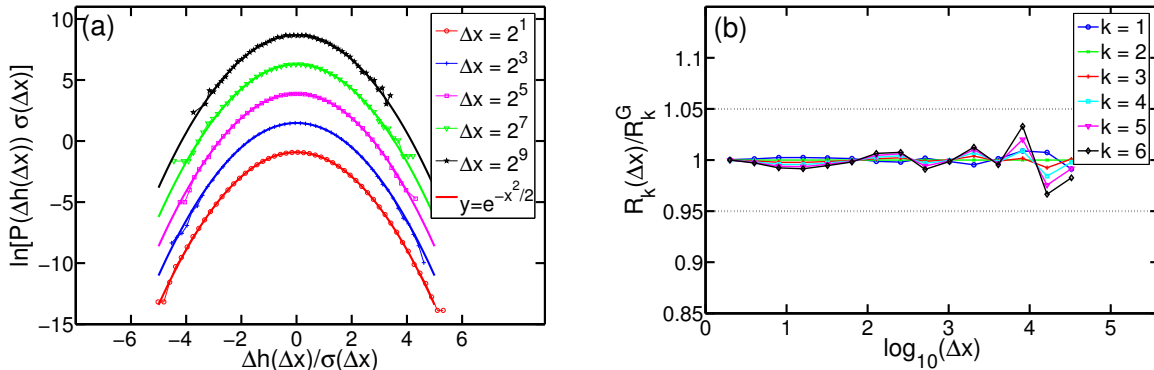 (a)
ln[P(Δh(Δx)) σ(Δx)]
10
5
0
−5
−10
−15
−6 −4 −2 0 2 4 6
Δh(Δx)/σ(Δx)
Δx = 2^1
Δx = 2^3
Δx = 2^5
Δx = 2^7
Δx = 2^9
y=e^{−x^2/2}
(b)
R_k(Δx)/R_k^G
1.1
1.05
1
0.95
0.9
0.85
0 1 2 3 4 5
log_10(Δx)
k = 1
k = 2
k = 3
k = 4
k = 5
k = 6